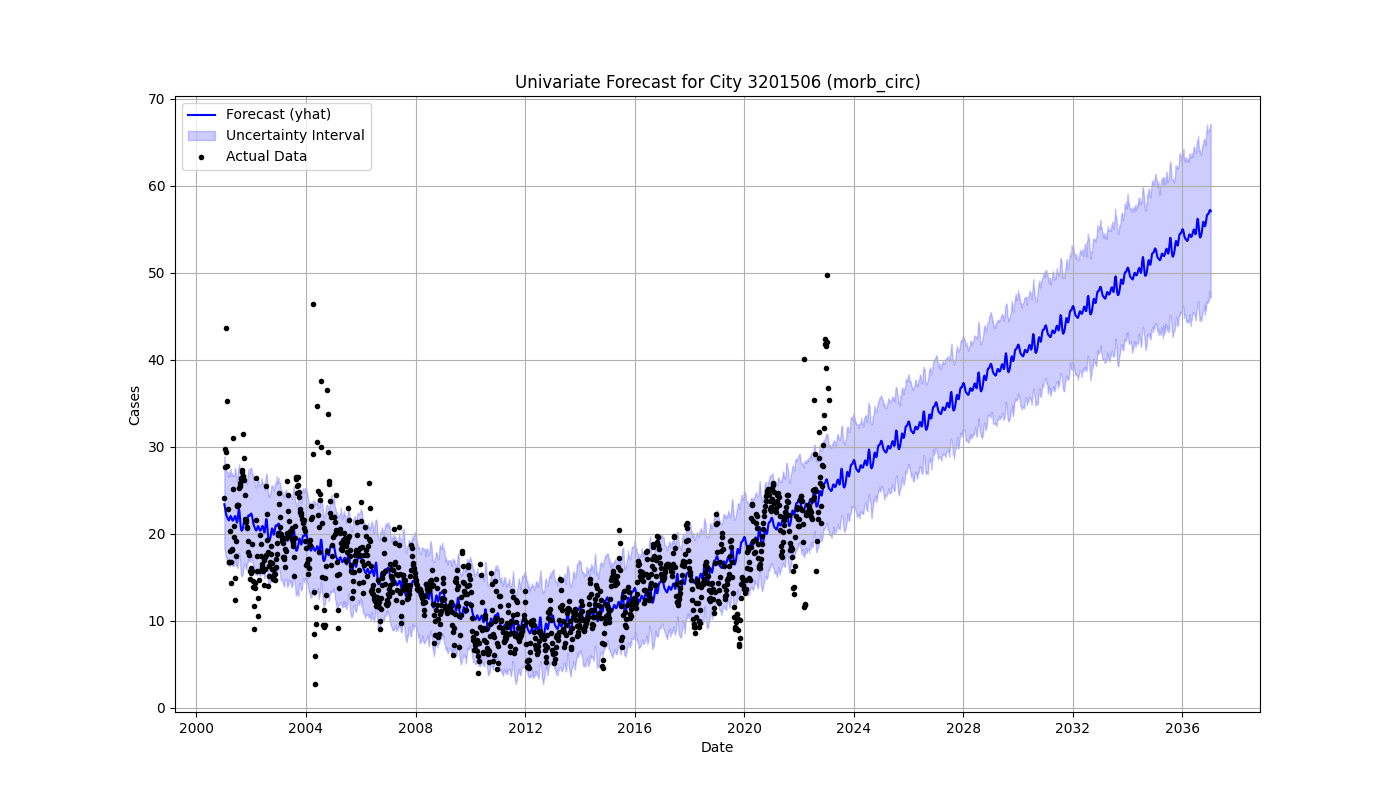 Univariate Forecast for City 3201506 (morb_circ)
Forecast (yhat)
Uncertainty Interval
Actual Data
70
60
50
40
30
20
10
0
Cases
2000 2004 2008 2012 2016 2020 2024 2028 2032 2036
Date